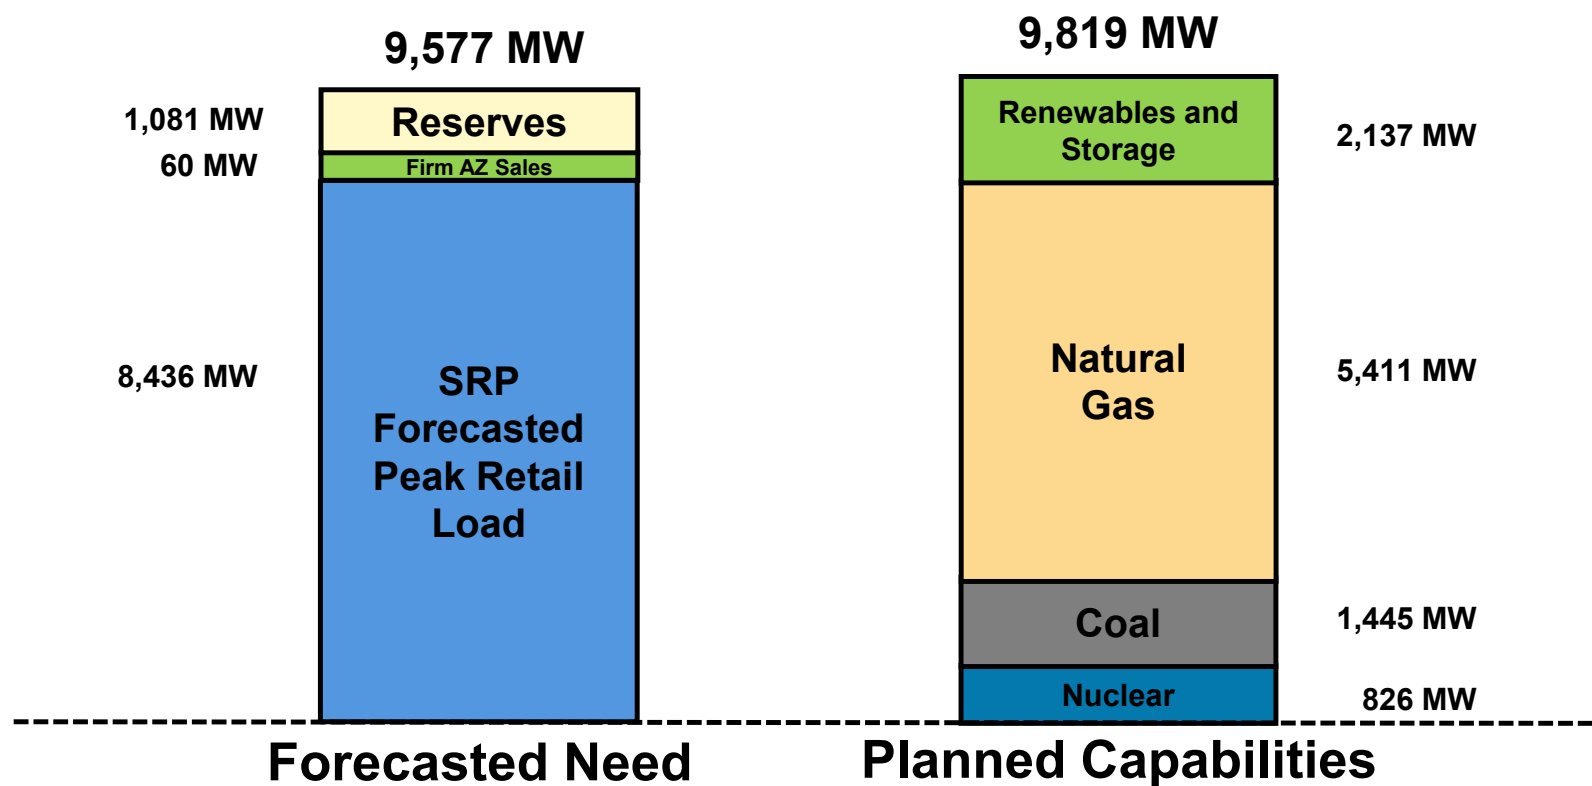 9,577 MW
1,081 MW
Reserves
60 MW
Firm AZ Sales
8,436 MW
SRP
Forecasted
Peak Retail
Load
Forecasted Need
9,819 MW
Renewables and
Storage
2,137 MW
Natural
Gas
5,411 MW
Coal
1,445 MW
Nuclear
826 MW
Planned Capabilities